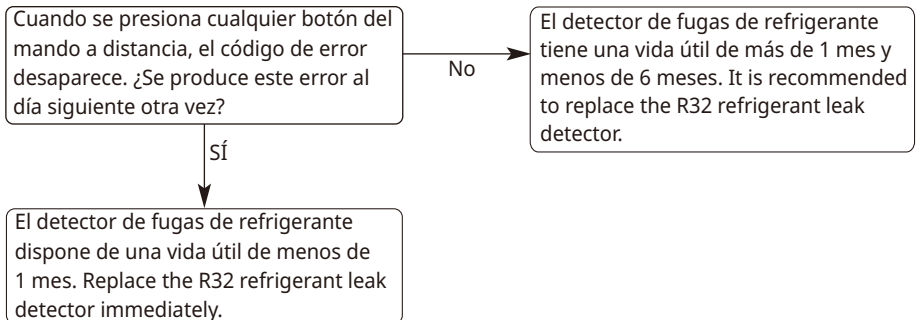 Cuando se presiona cualquier botón del
mando a distancia, el código de error
desaparece. ¿Se produce este error al
día siguiente otra vez?
No
El detector de fugas de refrigerante
tiene una vida útil de más de 1 mes y
menos de 6 meses. It is recommended
to replace the R32 refrigerant leak
detector.
SÍ
El detector de fugas de refrigerante
dispone de una vida útil de menos de
1 mes. Replace the R32 refrigerant leak
detector immediately.